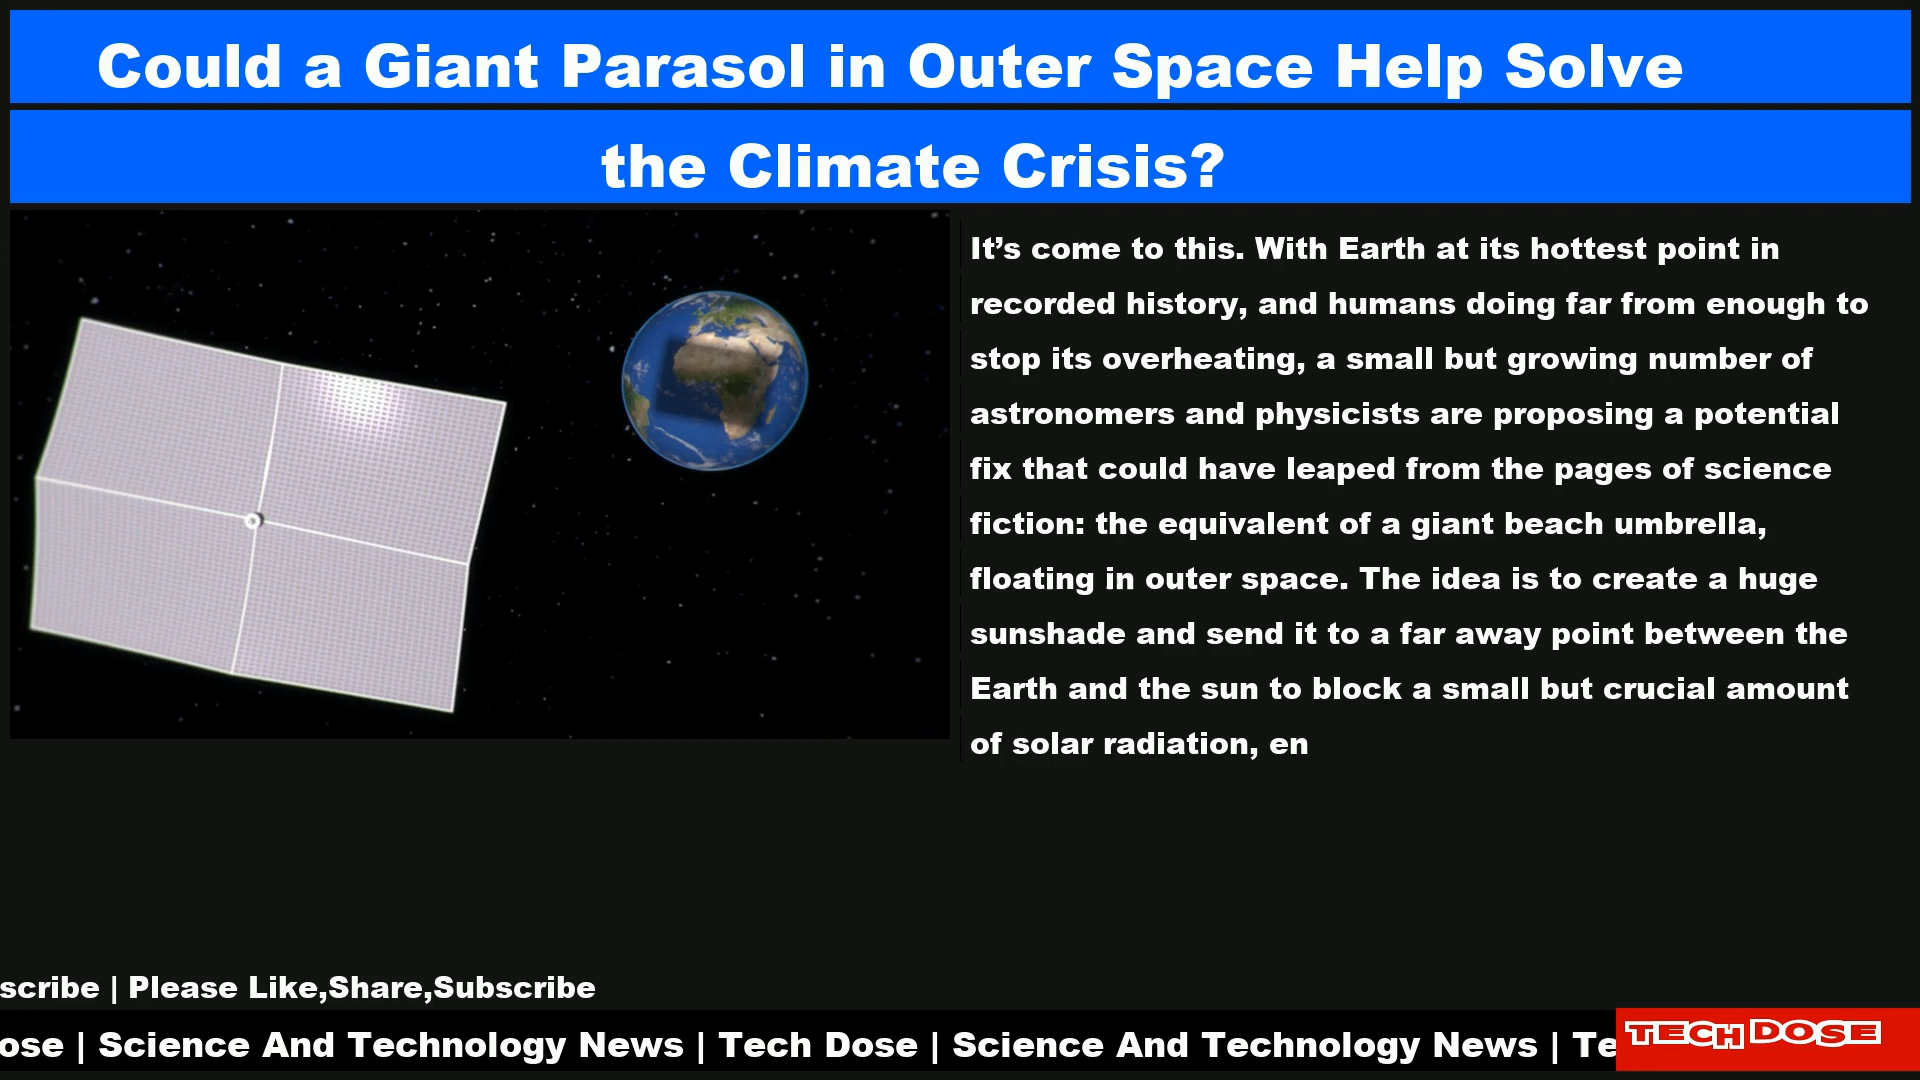 Could a Giant Parasol in Outer Space Help Solve
the Climate Crisis?
It’s come to this. With Earth at its hottest point in
recorded history, and humans doing far from enough to
stop its overheating, a small but growing number of
astronomers and physicists are proposing a potential
fix that could have leaped from the pages of science
fiction: the equivalent of a giant beach umbrella,
floating in outer space. The idea is to create a huge
sunshade and send it to a far away point between the
Earth and the sun to block a small but crucial amount
of solar radiation, en
scribe | Please Like,Share,Subscribe
ose | Science And Technology News | Tech Dose | Science And Technology News | Te
TECH DOSE